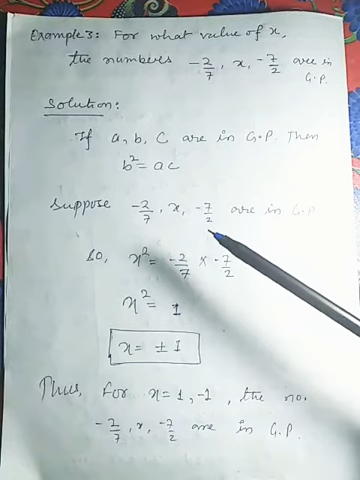 Example 3: For what value of x,
the numbers -2/7, x, -7/2 are in G.P.
Solution:
If a, b, C are in G.P. Then
b² = ac
Suppose -2/7, x, -7/2 are in G.P
So, x² = -2/7 × -7/2
x² = 1
x = ± 1
Thus, For x = 1, -1, the no.
-2/7, x, -7/2 are in G.P.